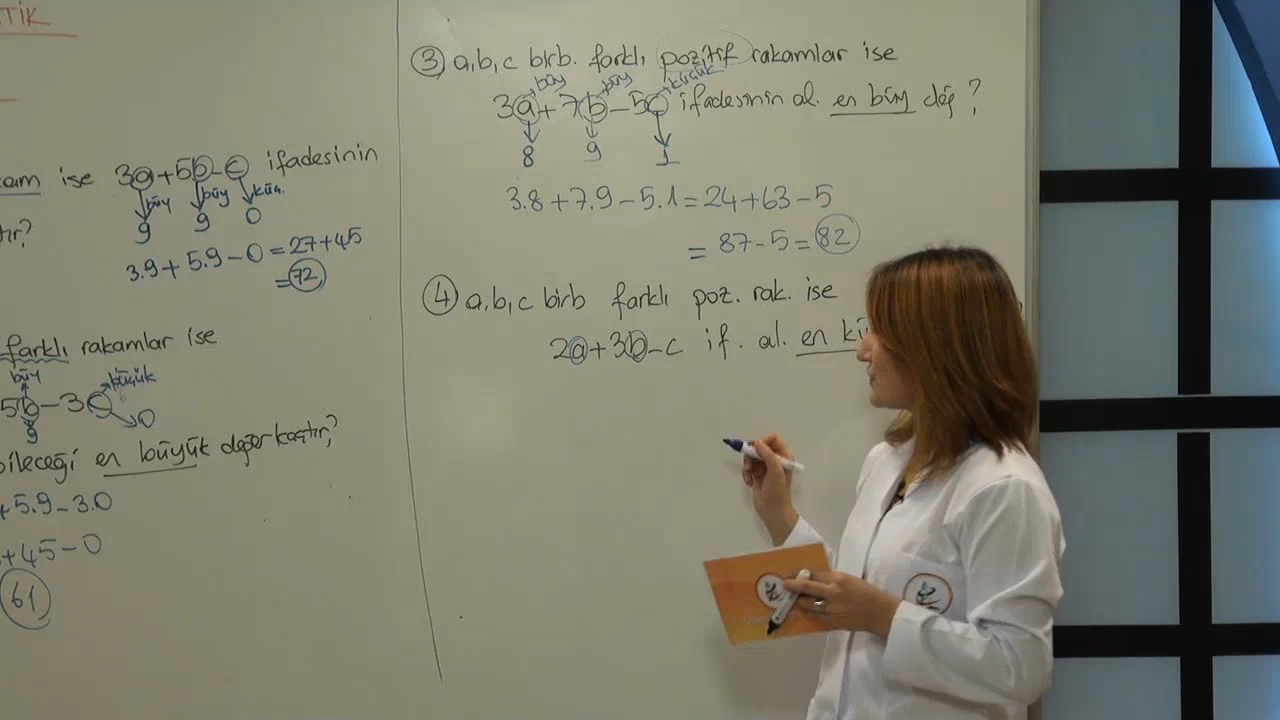 TİK
am ise 3a+5b-c ifadesinin
büy büy küç.
9 9 0
tır?
3.9+5.9-0=27+45
=72
farklı rakamlar ise
büy küçük
5b-3c
9 0
bileceği en büyük değer kaçtır?
+5.9-3.0
+45-0
61
3 a,b,c birb. farklı pozitif rakamlar ise
büy büy küçük
3a+7b-5c ifadesinin al. en büy değ?
8 9 1
3.8+7.9-5.1=24+63-5
=87-5=82
4 a,b,c birb farklı poz. rak. ise
2a+3b-c if. al. en kü